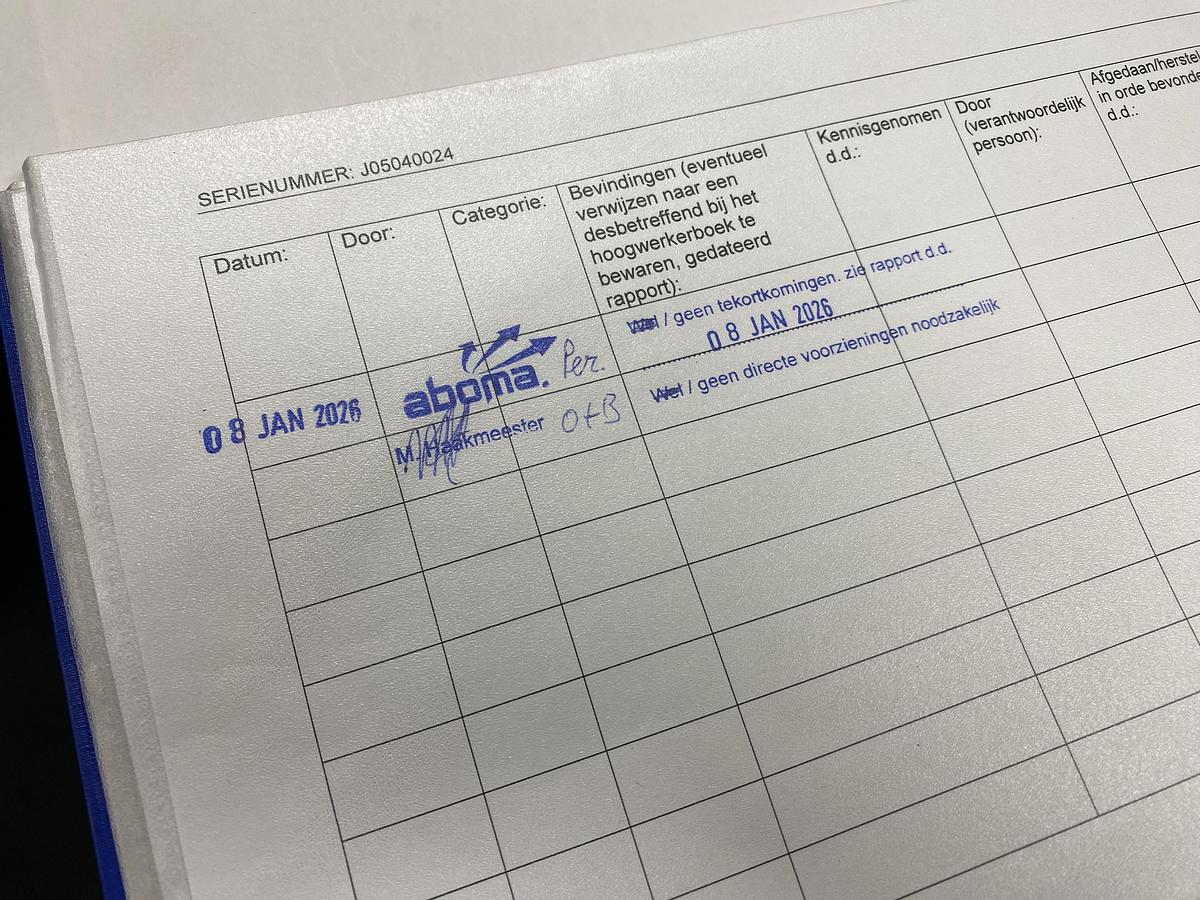 SERIENUMMER: J05040024
Datum:
Door:
Categorie:
Bevindingen (eventueel
verwijzen naar een
desbetreffend bij het
hoogwerkerboek te
bewaren, gedateerd
rapport):
Kennisgenomen
d.d.:
Door
(verantwoordelijk
persoon):
Afgedaan/herstel
in orde bevonde
d.d.:
08 JAN 2026
aboma.
M. Haakmeester
Per.
O+B
Wel / geen tekortkomingen. zie rapport d.d.
08 JAN 2026
Wel / geen directe voorzieningen noodzakelijk